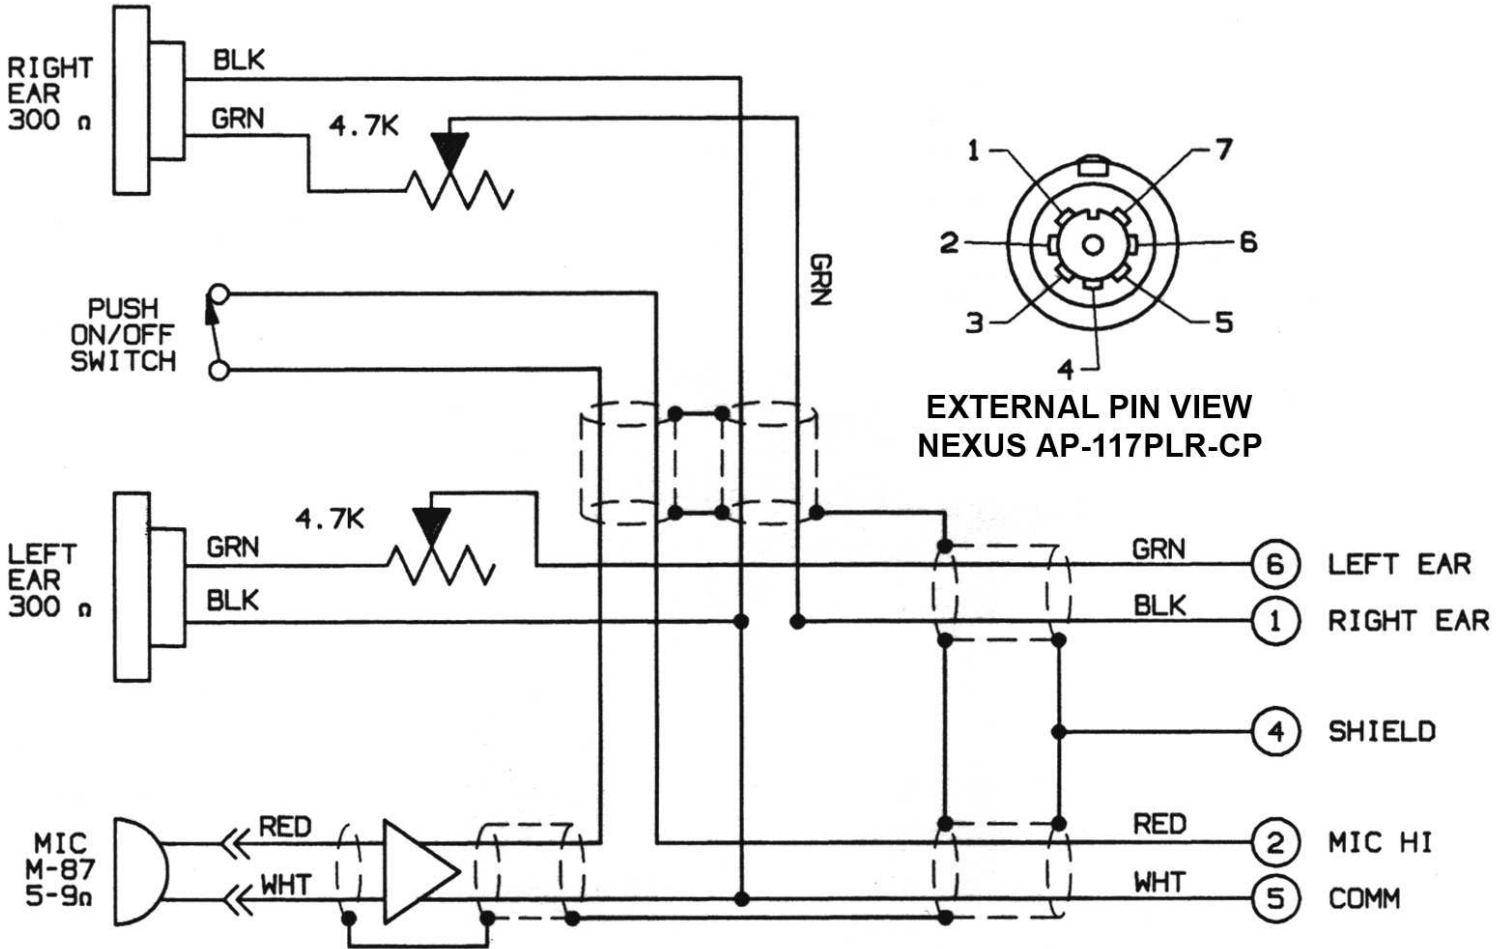 RIGHT
EAR
300 Ω
BLK
GRN
4.7K
GRN
PUSH
ON/OFF
SWITCH
1
7
2
6
3
5
4
EXTERNAL PIN VIEW
NEXUS AP-117PLR-CP
LEFT
EAR
300 Ω
4.7K
GRN
BLK
GRN
6
LEFT EAR
BLK
1
RIGHT EAR
4
SHIELD
MIC
M-87
5-9Ω
RED
WHT
RED
2
MIC HI
WHT
5
COMM